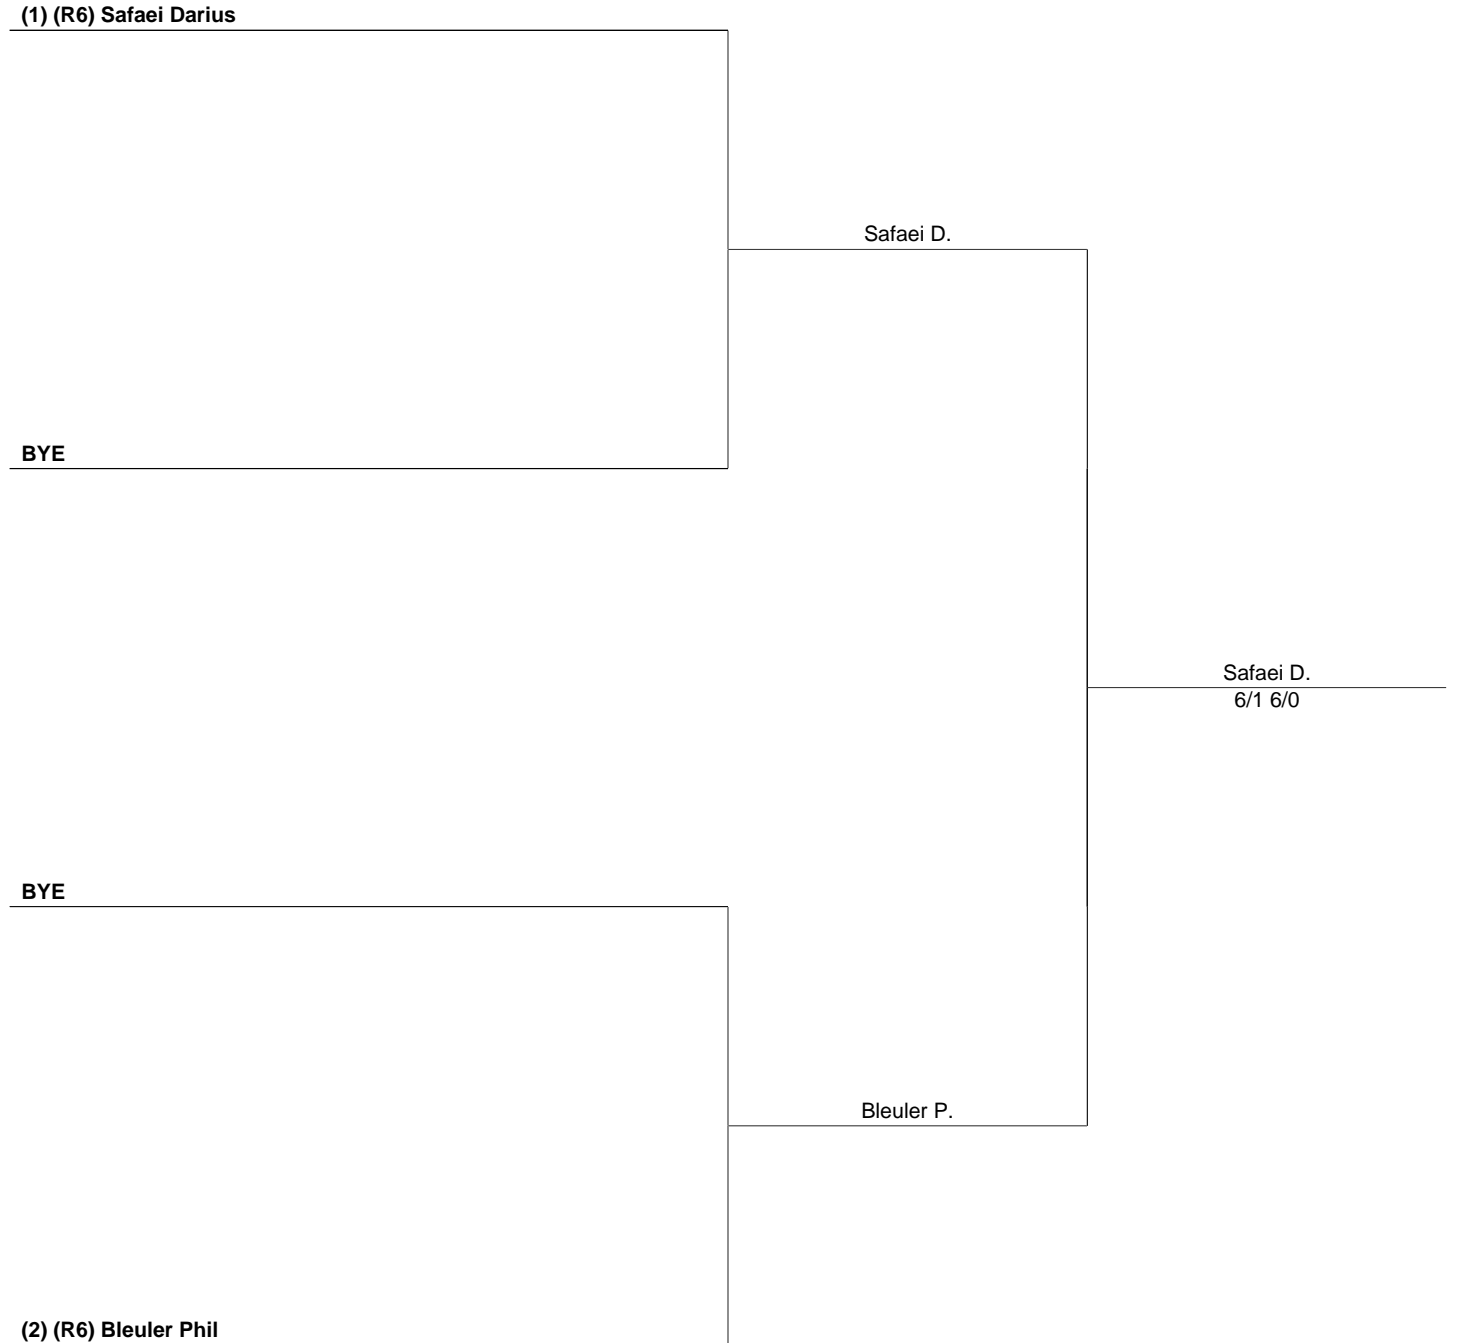 (1) (R6) Safaei Darius
Safaei D.
BYE
Safaei D.
6/1 6/0
BYE
Bleuler P.
(2) (R6) Bleuler Phil